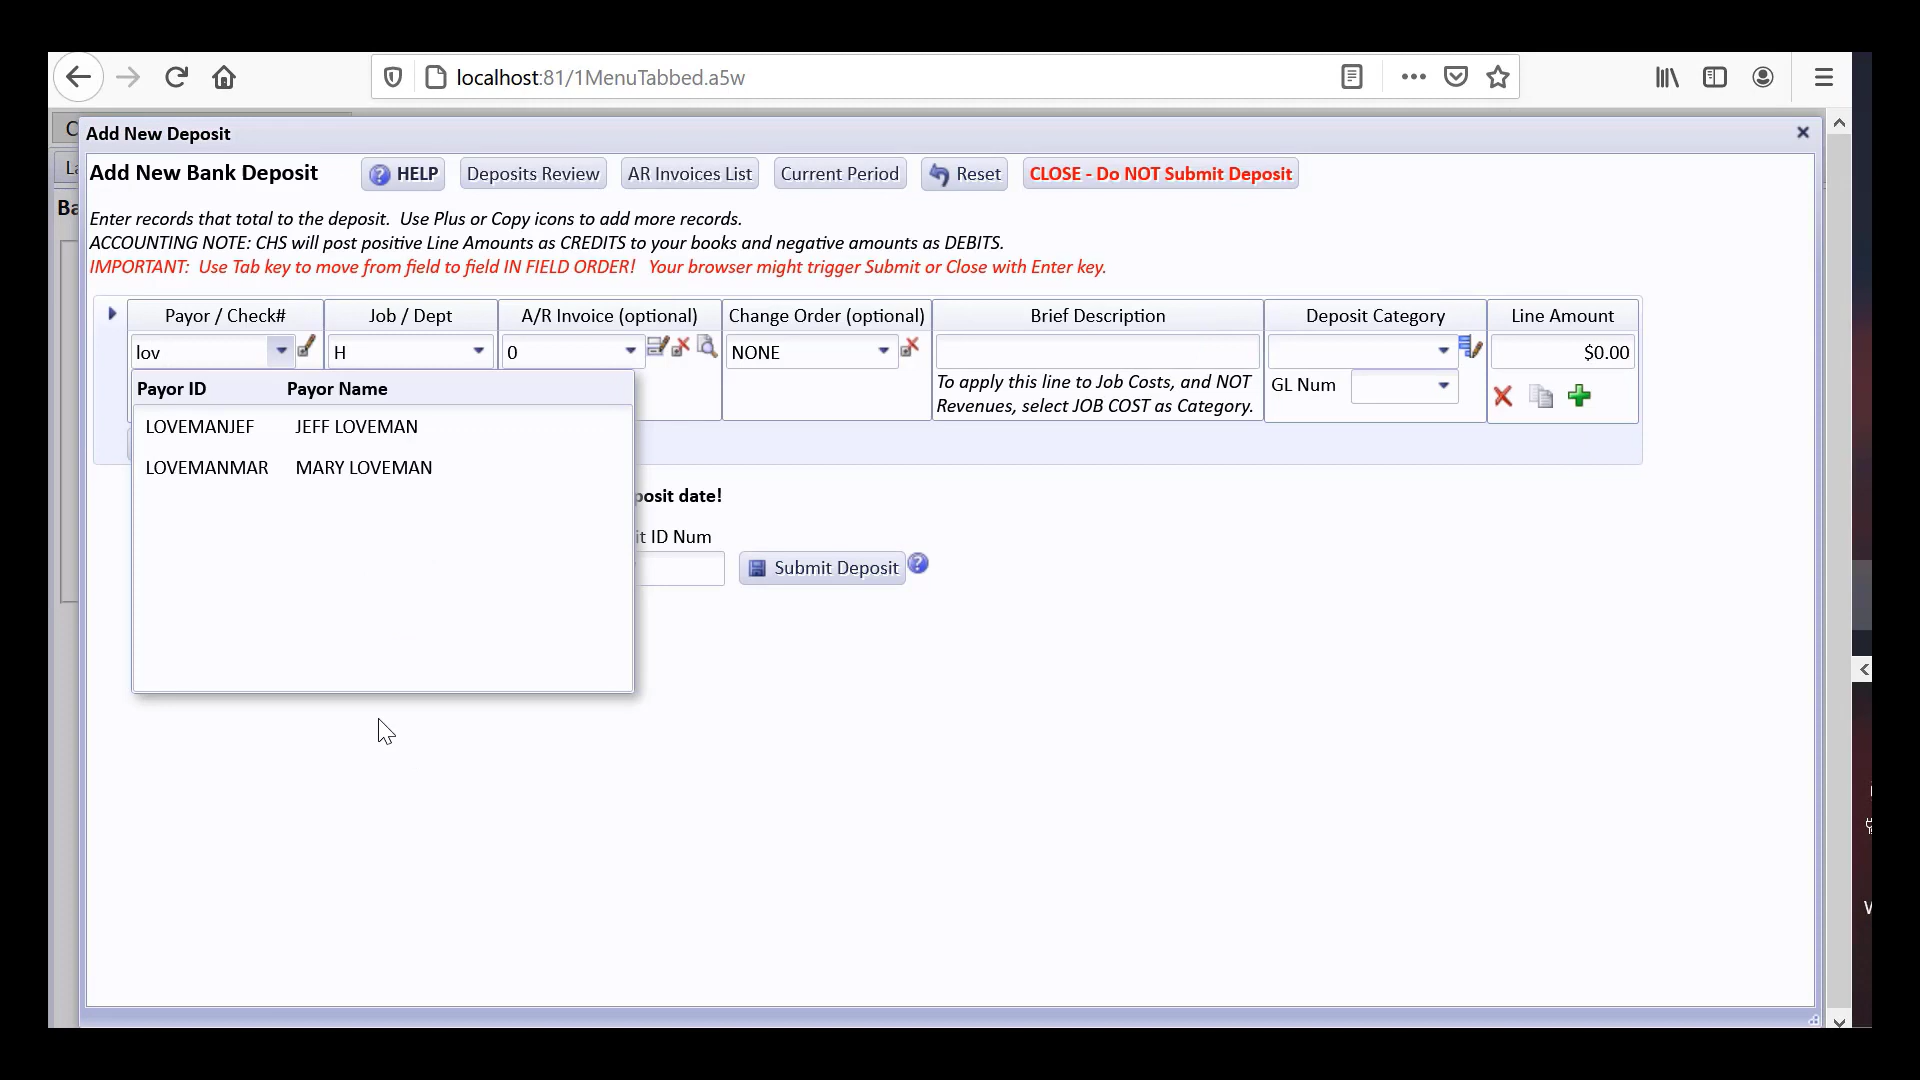 localhost:81/1MenuTabbed.a5w
Add New Deposit
Add New Bank Deposit
HELP
Deposits Review
AR Invoices List
Current Period
Reset
CLOSE - Do NOT Submit Deposit
Enter records that total to the deposit. Use Plus or Copy icons to add more records.
ACCOUNTING NOTE: CHS will post positive Line Amounts as CREDITS to your books and negative amounts as DEBITS.
IMPORTANT: Use Tab key to move from field to field IN FIELD ORDER! Your browser might trigger Submit or Close with Enter key.
Payor / Check#
Job / Dept
A/R Invoice (optional)
Change Order (optional)
Brief Description
Deposit Category
Line Amount
lov
H
0
NONE
$0.00
To apply this line to Job Costs, and NOT
Revenues, select JOB COST as Category.
GL Num
Payor ID
Payor Name
LOVEMANJEF
JEFF LOVEMAN
LOVEMANMAR
MARY LOVEMAN
date!
ID Num
Submit Deposit